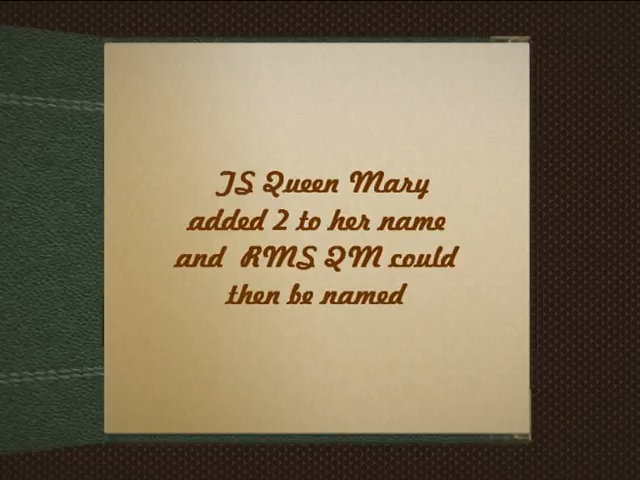 TS Queen Mary
added 2 to her name
and RMS QM could
then be named